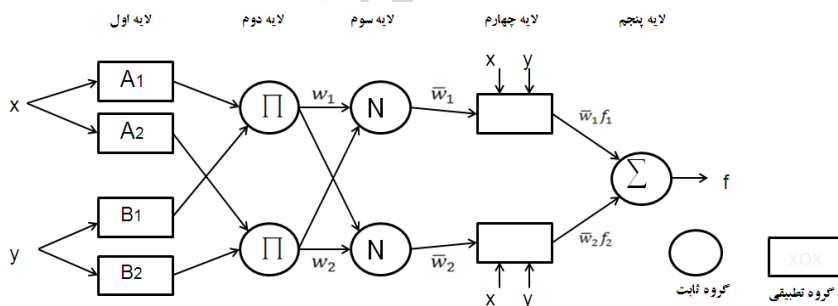 لایه اول لایه دوم لایه سوم لایه چهارم لایه پنجم
x y
A1
x
∏ w₁ N w̅₁
A2
w̅₁f₁
∑ f
B1
y
w̅₂f₂
B2
∏ w₂ N w̅₂
xox
x y
گروه ثابت
گروه تطبیقی